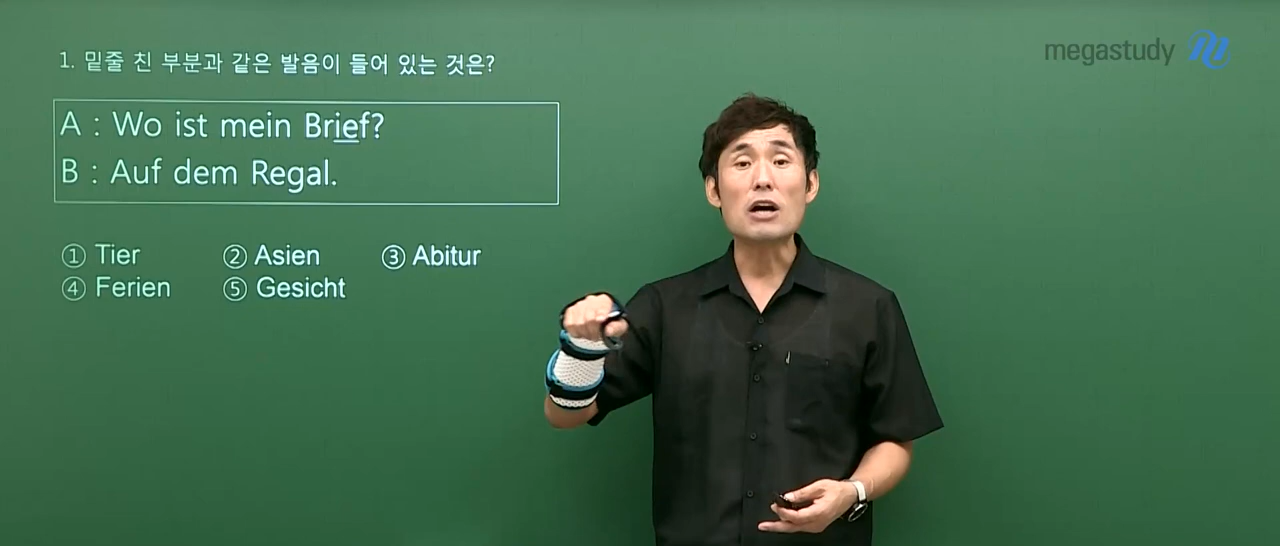 megastudy
1. 밑줄 친 부분과 같은 발음이 들어 있는 것은?
A : Wo ist mein Brief?
B : Auf dem Regal.
① Tier ② Asien ③ Abitur
④ Ferien ⑤ Gesicht